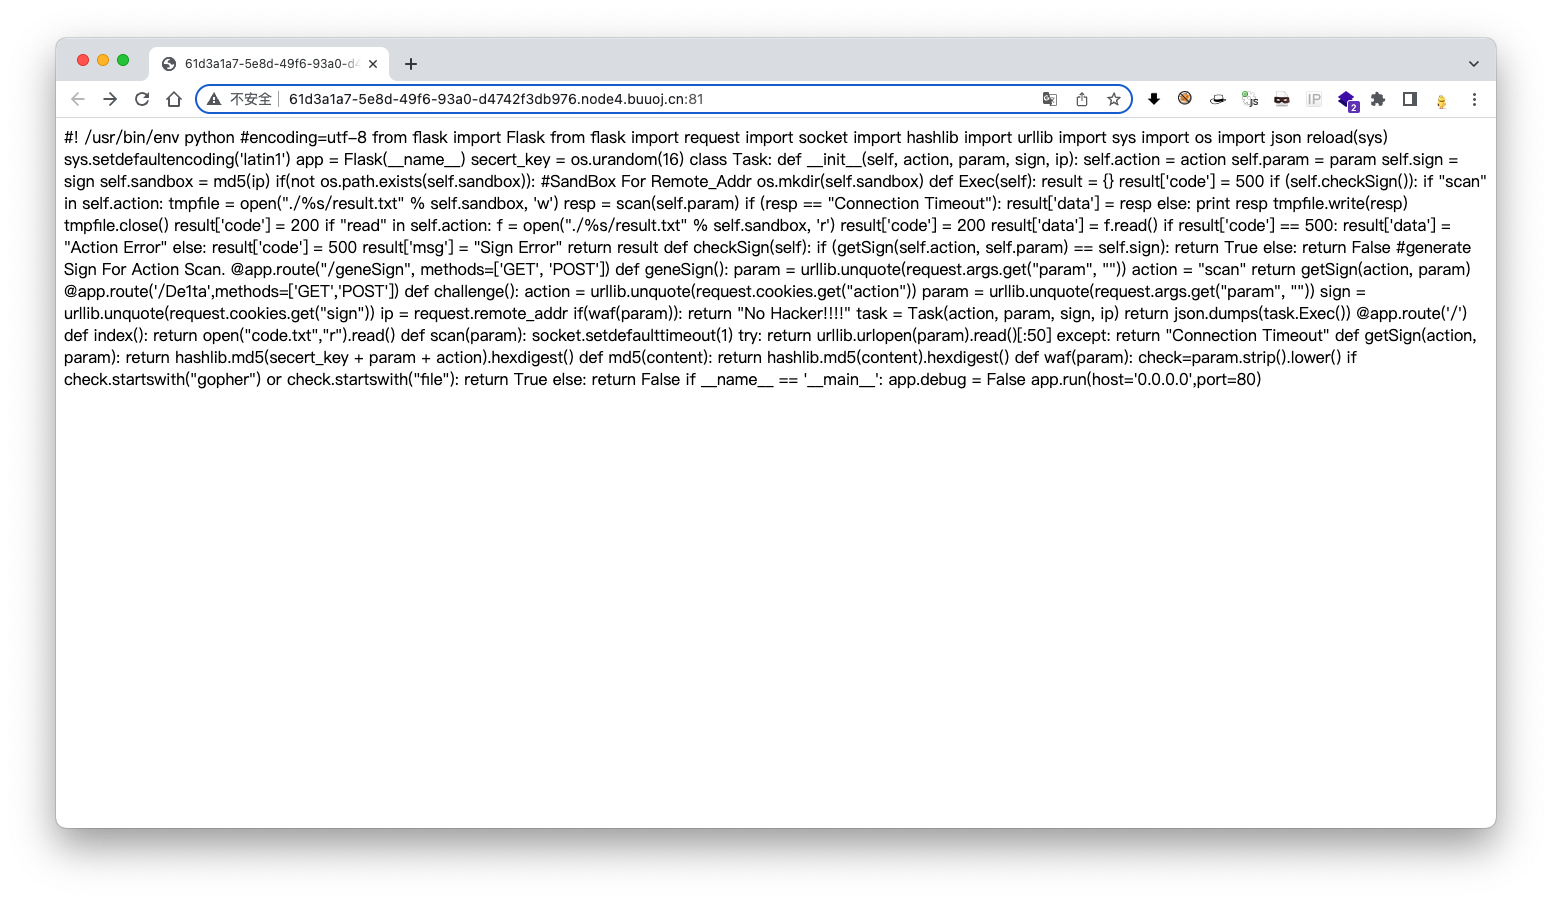 61d3a1a7-5e8d-49f6-93a0-d4
不安全
61d3a1a7-5e8d-49f6-93a0-d4742f3db976.node4.buuoj.cn:81
JS
IP
2
#! /usr/bin/env python #encoding=utf-8 from flask import Flask from flask import request import socket import hashlib import urllib import sys import os import json reload(sys)
sys.setdefaultencoding('latin1') app = Flask(__name__) secert_key = os.urandom(16) class Task: def __init__(self, action, param, sign, ip): self.action = action self.param = param self.sign =
sign self.sandbox = md5(ip) if(not os.path.exists(self.sandbox)): #SandBox For Remote_Addr os.mkdir(self.sandbox) def Exec(self): result = {} result['code'] = 500 if (self.checkSign()): if "scan"
in self.action: tmpfile = open("./%s/result.txt" % self.sandbox, 'w') resp = scan(self.param) if (resp == "Connection Timeout"): result['data'] = resp else: print resp tmpfile.write(resp)
tmpfile.close() result['code'] = 200 if "read" in self.action: f = open("./%s/result.txt" % self.sandbox, 'r') result['code'] = 200 result['data'] = f.read() if result['code'] == 500: result['data'] =
"Action Error" else: result['code'] = 500 result['msg'] = "Sign Error" return result def checkSign(self): if (getSign(self.action, self.param) == self.sign): return True else: return False #generate
Sign For Action Scan. @app.route("/geneSign", methods=['GET', 'POST']) def geneSign(): param = urllib.unquote(request.args.get("param", "")) action = "scan" return getSign(action, param)
@app.route('/De1ta',methods=['GET','POST']) def challenge(): action = urllib.unquote(request.cookies.get("action")) param = urllib.unquote(request.args.get("param", "")) sign =
urllib.unquote(request.cookies.get("sign")) ip = request.remote_addr if(waf(param)): return "No Hacker!!!!" task = Task(action, param, sign, ip) return json.dumps(task.Exec()) @app.route('/')
def index(): return open("code.txt","r").read() def scan(param): socket.setdefaulttimeout(1) try: return urllib.urlopen(param).read()[:50] except: return "Connection Timeout" def getSign(action,
param): return hashlib.md5(secert_key + param + action).hexdigest() def md5(content): return hashlib.md5(content).hexdigest() def waf(param): check=param.strip().lower() if
check.startswith("gopher") or check.startswith("file"): return True else: return False if __name__ == '__main__': app.debug = False app.run(host='0.0.0.0',port=80)